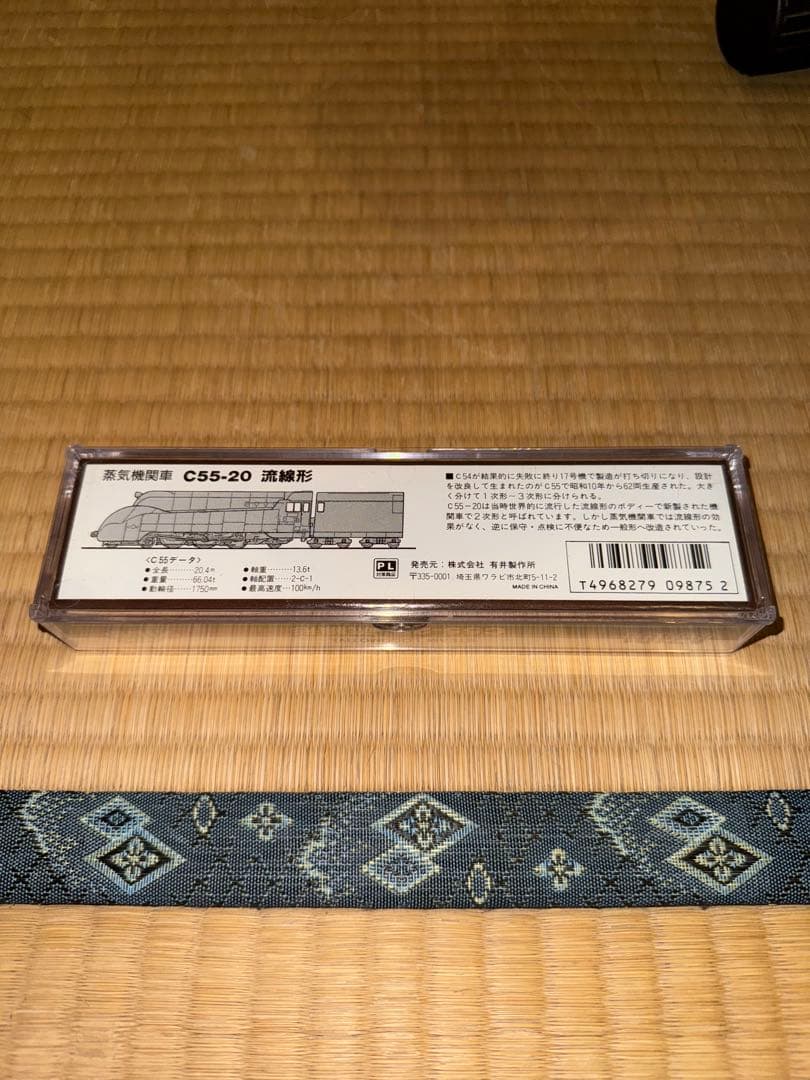 蒸気機関車 C55-20 流線形
■C54が結果的に失敗に終り17号機で製造が打ち切りになり、設計
を改良して生まれたのがC55で昭和10年から62両生産された。大き
く分けて1次形〜3次形に分けられる。
C55-20は当時世界的に流行した流線形のボディーで新製された機
関車で2次形と呼ばれています。しかし蒸気機関車では流線形の効
果がなく、逆に保守・点検に不便なため一般形へ改造されていった。
<C55データ>
●全長………20.4m
●重量………66.04t
●動輪径……1750mm
●軸重………13.6t
●軸配置……2-C-1
●最高速度…100km/h
PL
対象商品
発売元:株式会社 有井製作所
〒335-0001 埼玉県ワラビ市北町5-11-2
MADE IN CHINA
T4968279 09875 2